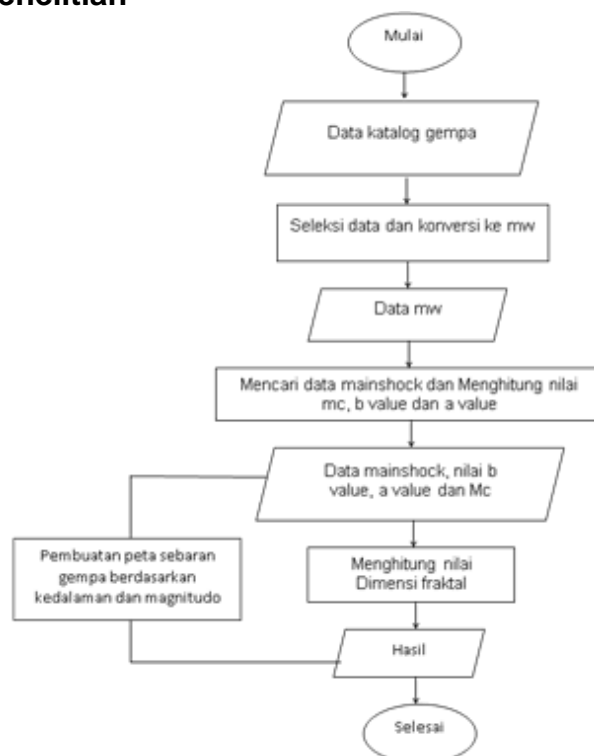 Mulai
Data katalog gempa
Seleksi data dan konversi ke mw
Data mw
Mencari data mainshock dan Menghitung nilai
mc, b value dan a value
Data mainshock, nilai b
value, a value dan Mc
Pembuatan peta sebaran
gempa berdasarkan
kedalaman dan magnitudo
Menghitung nilai
Dimensi fraktal
Hasil
Selesai